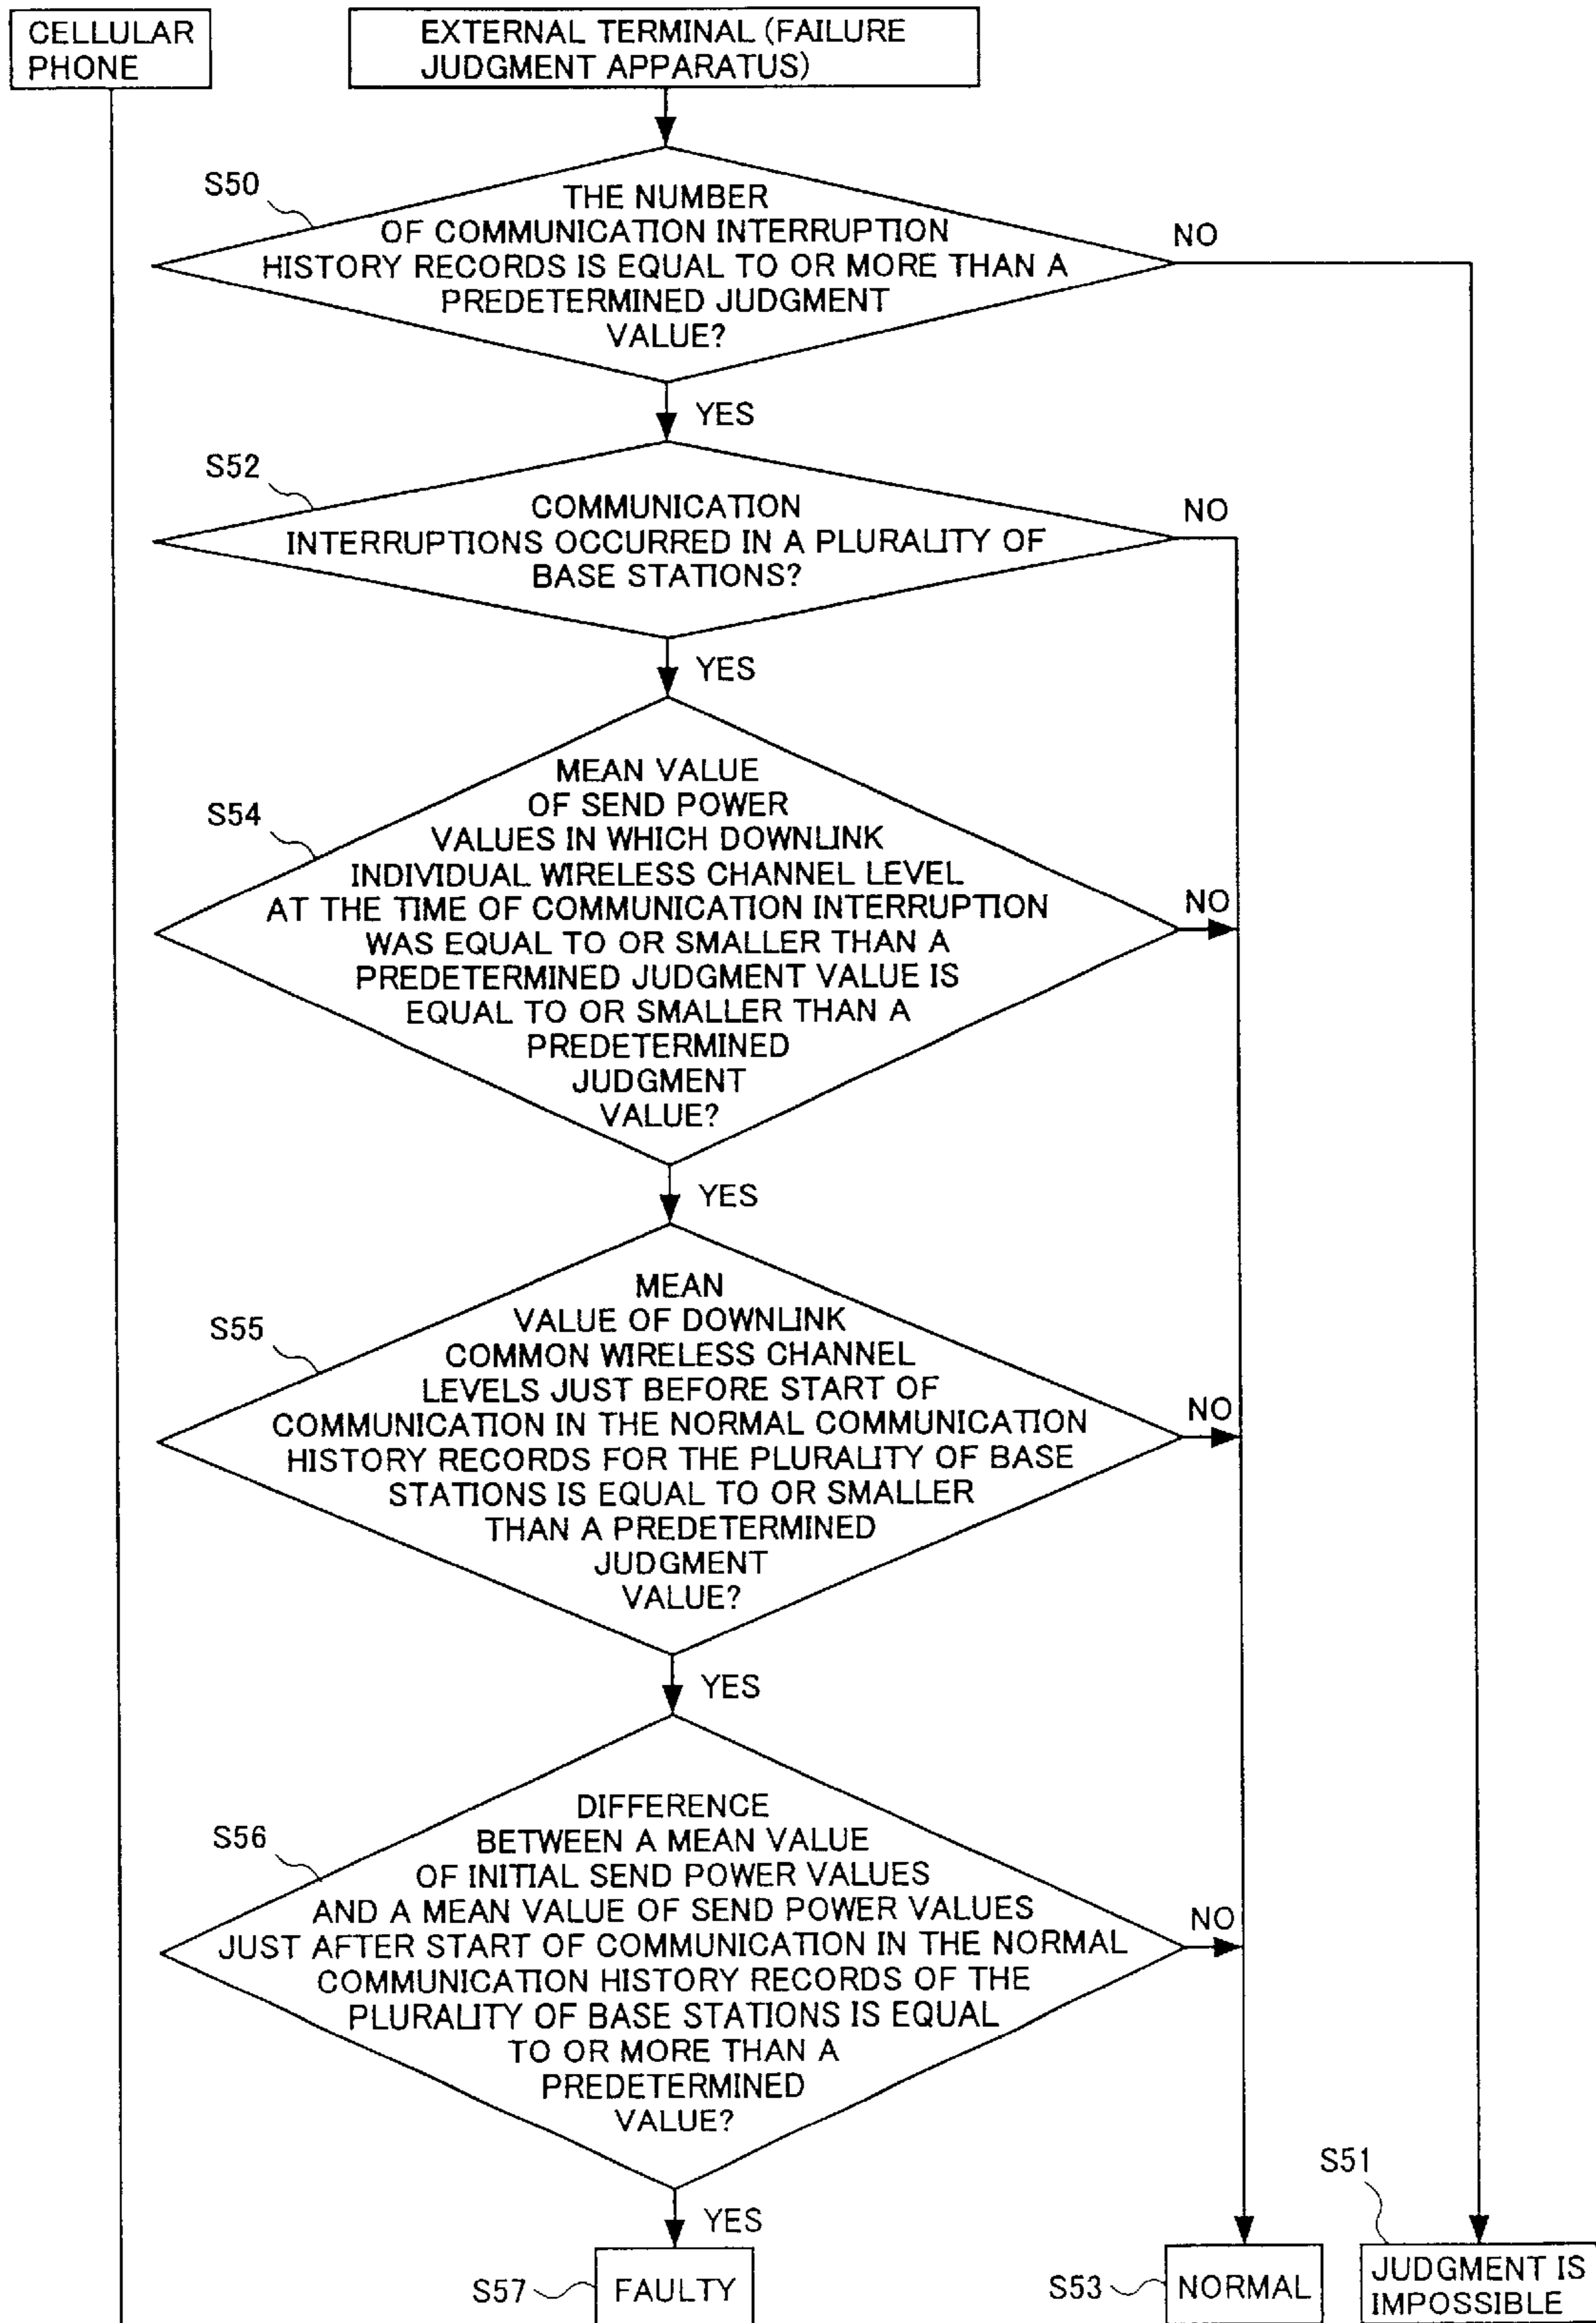 CELLULAR
PHONE
EXTERNAL TERMINAL (FAILURE
JUDGMENT APPARATUS)
S50
THE NUMBER
OF COMMUNICATION INTERRUPTION
HISTORY RECORDS IS EQUAL TO OR MORE THAN A
PREDETERMINED JUDGMENT
VALUE?
NO
YES
S52
COMMUNICATION
INTERRUPTIONS OCCURRED IN A PLURALITY OF
BASE STATIONS?
NO
YES
S54
MEAN VALUE
OF SEND POWER
VALUES IN WHICH DOWNLINK
INDIVIDUAL WIRELESS CHANNEL LEVEL
AT THE TIME OF COMMUNICATION INTERRUPTION
WAS EQUAL TO OR SMALLER THAN A
PREDETERMINED JUDGMENT VALUE IS
EQUAL TO OR SMALLER THAN A
PREDETERMINED
JUDGMENT
VALUE?
NO
YES
S55
MEAN
VALUE OF DOWNLINK
COMMON WIRELESS CHANNEL
LEVELS JUST BEFORE START OF
COMMUNICATION IN THE NORMAL COMMUNICATION
HISTORY RECORDS FOR THE PLURALITY OF BASE
STATIONS IS EQUAL TO OR SMALLER
THAN A PREDETERMINED
JUDGMENT
VALUE?
NO
YES
S56
DIFFERENCE
BETWEEN A MEAN VALUE
OF INITIAL SEND POWER VALUES
AND A MEAN VALUE OF SEND POWER VALUES
JUST AFTER START OF COMMUNICATION IN THE NORMAL
COMMUNICATION HISTORY RECORDS OF THE
PLURALITY OF BASE STATIONS IS EQUAL
TO OR MORE THAN A
PREDETERMINED
VALUE?
NO
YES
S57
FAULTY
S53
NORMAL
S51
JUDGMENT IS
IMPOSSIBLE